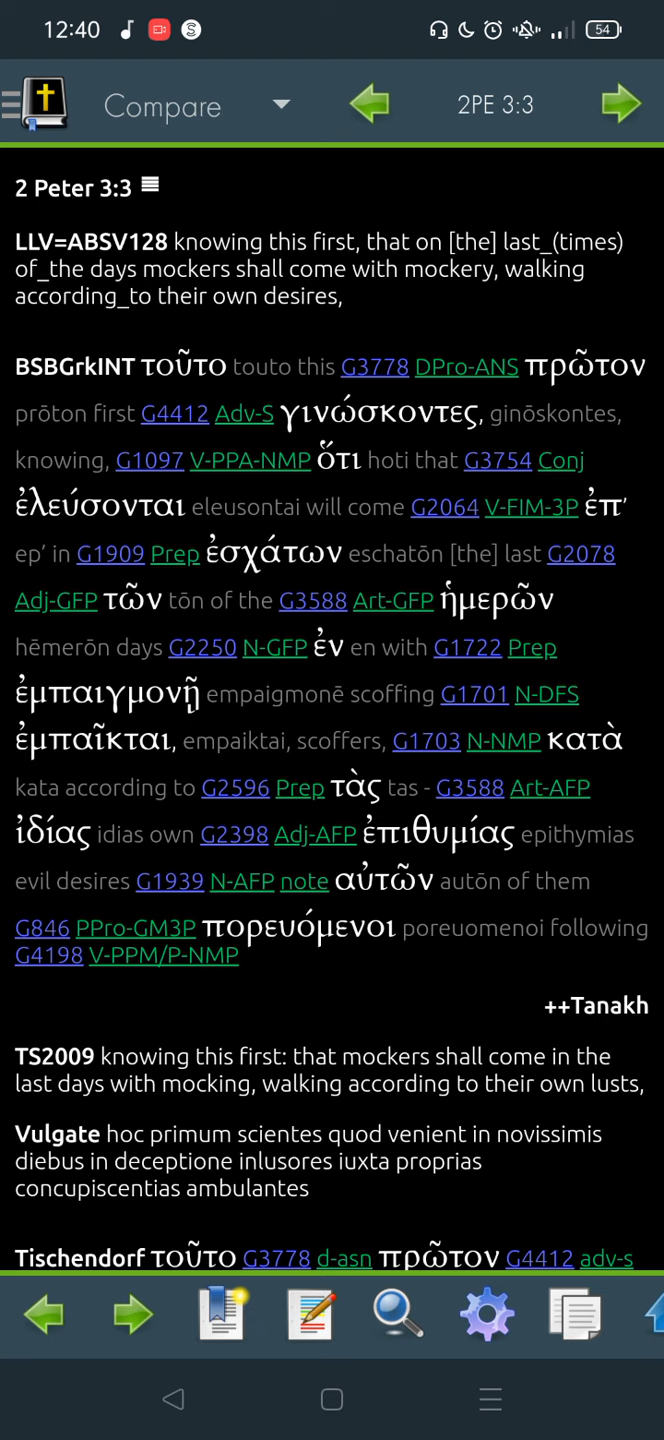 12:40
54
Compare
2PE 3:3
2 Peter 3:3
LLV=ABSV128 knowing this first, that on [the] last_(times)
of_the days mockers shall come with mockery, walking
according_to their own desires,
BSBGrkINT τοῦτο touto this G3778 DPro-ANS πρῶτον
prōton first G4412 Adv-S γινώσκοντες, ginōskontes,
knowing, G1097 V-PPA-NMP ὅτι hoti that G3754 Conj
ἐλεύσονται eleusontai will come G2064 V-FIM-3P ἐπ’
ep’ in G1909 Prep ἐσχάτων eschatōn [the] last G2078
Adj-GFP τῶν tōn of the G3588 Art-GFP ἡμερῶν
hēmerōn days G2250 N-GFP ἐν en with G1722 Prep
ἐμπαιγμονῇ empaigmonē scoffing G1701 N-DFS
ἐμπαῖκται, empaiktai, scoffers, G1703 N-NMP κατὰ
kata according to G2596 Prep τὰς tas - G3588 Art-AFP
ἰδίας idias own G2398 Adj-AFP ἐπιθυμίας epithymias
evil desires G1939 N-AFP note αὐτῶν autōn of them
G846 PPro-GM3P πορευόμενοι poreuomenoi following
G4198 V-PPM/P-NMP
++Tanakh
TS2009 knowing this first: that mockers shall come in the
last days with mocking, walking according to their own lusts,
Vulgate hoc primum scientes quod venient in novissimis
diebus in deceptione inlusores iuxta proprias
concupiscentias ambulantes
Tischendorf τοῦτο G3778 d-asn πρῶτον G4412 adv-s